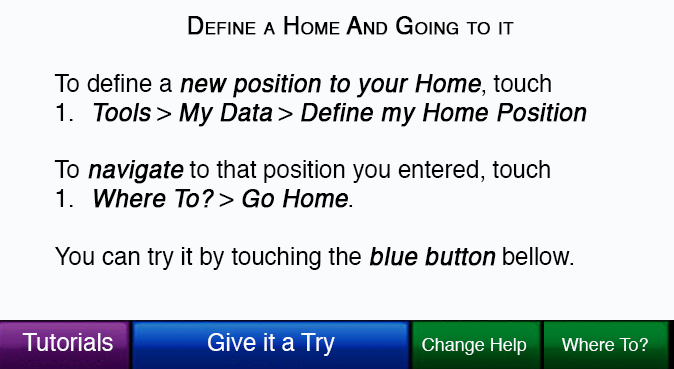 Define a Home And Going to it
To define a new position to your Home, touch
1. Tools > My Data > Define my Home Position
To navigate to that position you entered, touch
1. Where To? > Go Home.
You can try it by touching the blue button bellow.
Tutorials Give it a Try Change Help Where To?